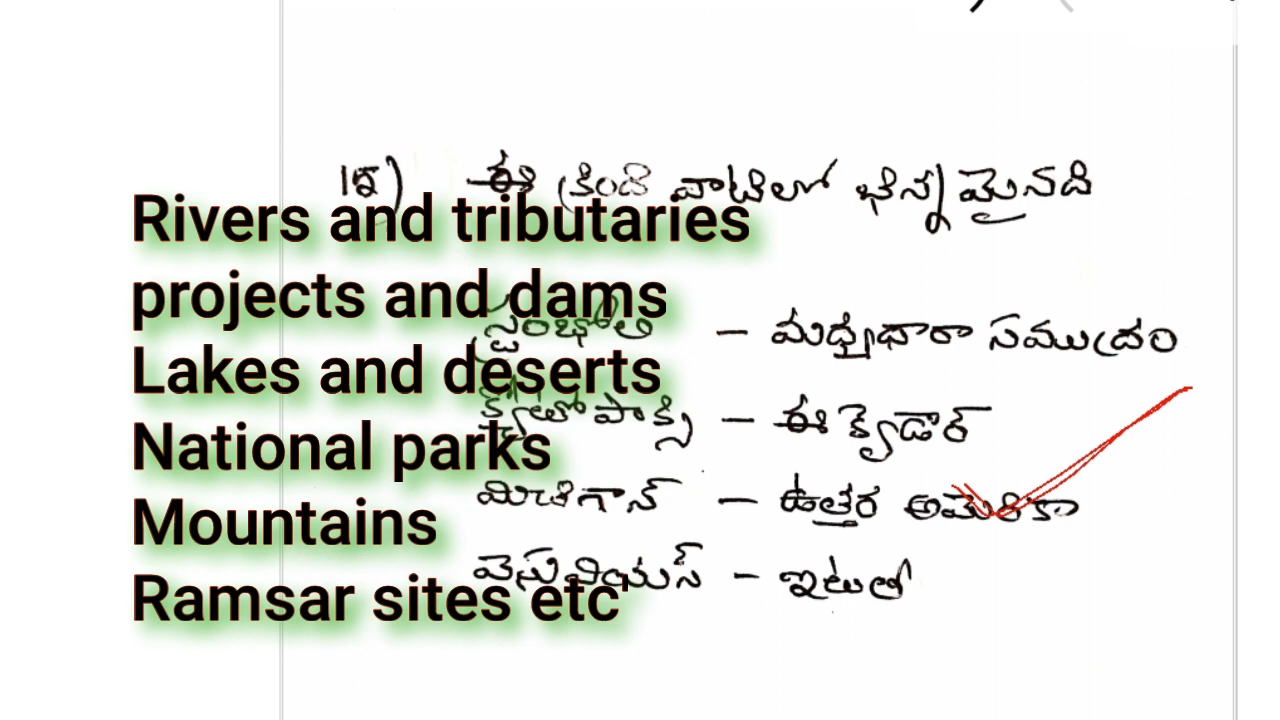 ఈ క్రింది వాటిలో భిన్నమైనది
Rivers and tributaries
projects and dams
స్ట్రాంబోలి – మధ్యధారా సముద్రం
Lakes and deserts
– ఈక్వెడార్
National parks
మిచిగాన్ – ఉత్తర అమెరికా
Mountains
వెసువియస్ – ఇటలీ
Ramsar sites etc